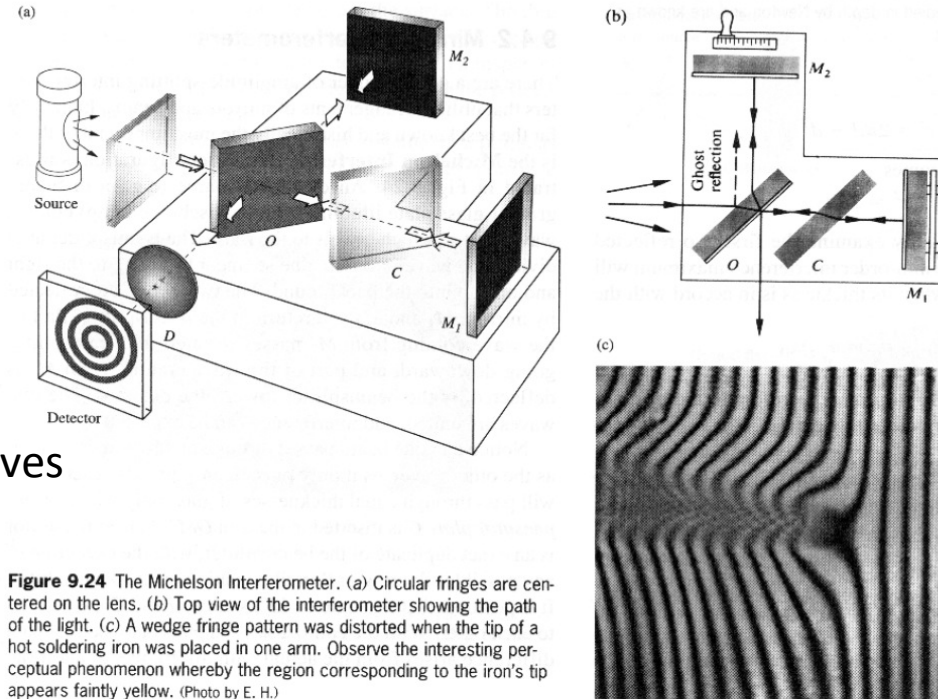 (a)
M₂
Source
O
C
M₁
D
Detector
ves
Figure 9.24 The Michelson Interferometer. (a) Circular fringes are cen-
tered on the lens. (b) Top view of the interferometer showing the path
of the light. (c) A wedge fringe pattern was distorted when the tip of a
hot soldering iron was placed in one arm. Observe the interesting per-
ceptual phenomenon whereby the region corresponding to the iron's tip
appears faintly yellow. (Photo by E. H.)
(b)
M₂
Ghost
reflection
O
C
M₁
(c)